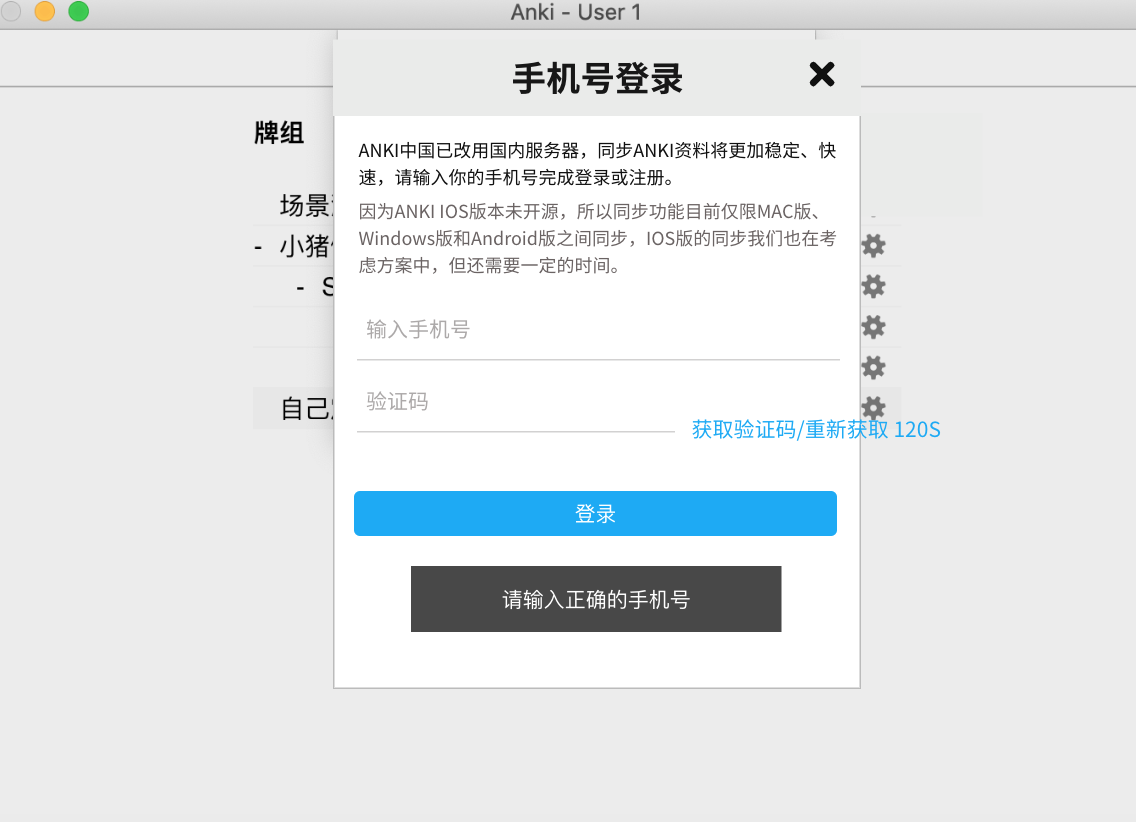 Anki - User 1
手机号登录
牌组
ANKI中国已改用国内服务器，同步ANKI资料将更加稳定、快
速，请输入你的手机号完成登录或注册。
因为ANKI IOS版本未开源，所以同步功能目前仅限MAC版、
Windows版和Android版之间同步，IOS版的同步我们也在考
虑方案中，但还需要一定的时间。
场景
- 小猪
- S
输入手机号
验证码
自己
获取验证码/重新获取 120S
登录
请输入正确的手机号